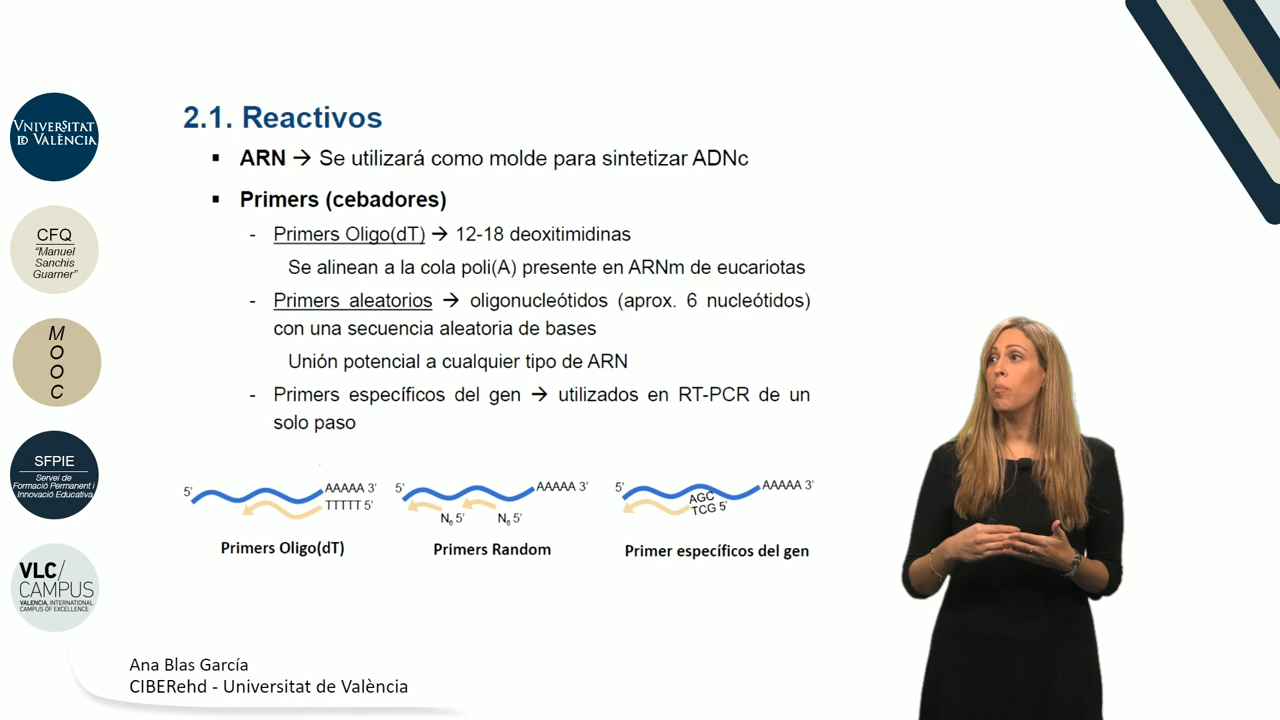 2.1. Reactivos
▪ ARN → Se utilizará como molde para sintetizar ADNc
▪ Primers (cebadores)
- Primers Oligo(dT) → 12-18 deoxitimidinas
Se alinean a la cola poli(A) presente en ARNm de eucariotas
- Primers aleatorios → oligonucleótidos (aprox. 6 nucleótidos)
con una secuencia aleatoria de bases
Unión potencial a cualquier tipo de ARN
- Primers específicos del gen → utilizados en RT-PCR de un
solo paso
5' AAAAA 3'
TTTTT 5'
Primers Oligo(dT)
5' AAAAA 3'
N6 5' N6 5'
Primers Random
5' AAAAA 3'
AGC
TCG 5'
Primer específicos del gen
VNIVERSITAT
ID VALÈNCIA
CFQ
"Manuel
Sanchis
Guarner"
M
O
O
C
SFPIE
Servei de
Formació Permanent i
Innovació Educativa
VLC/
CAMPUS
VALENCIA, INTERNATIONAL
CAMPUS OF EXCELLENCE
Ana Blas García
CIBERehd - Universitat de València